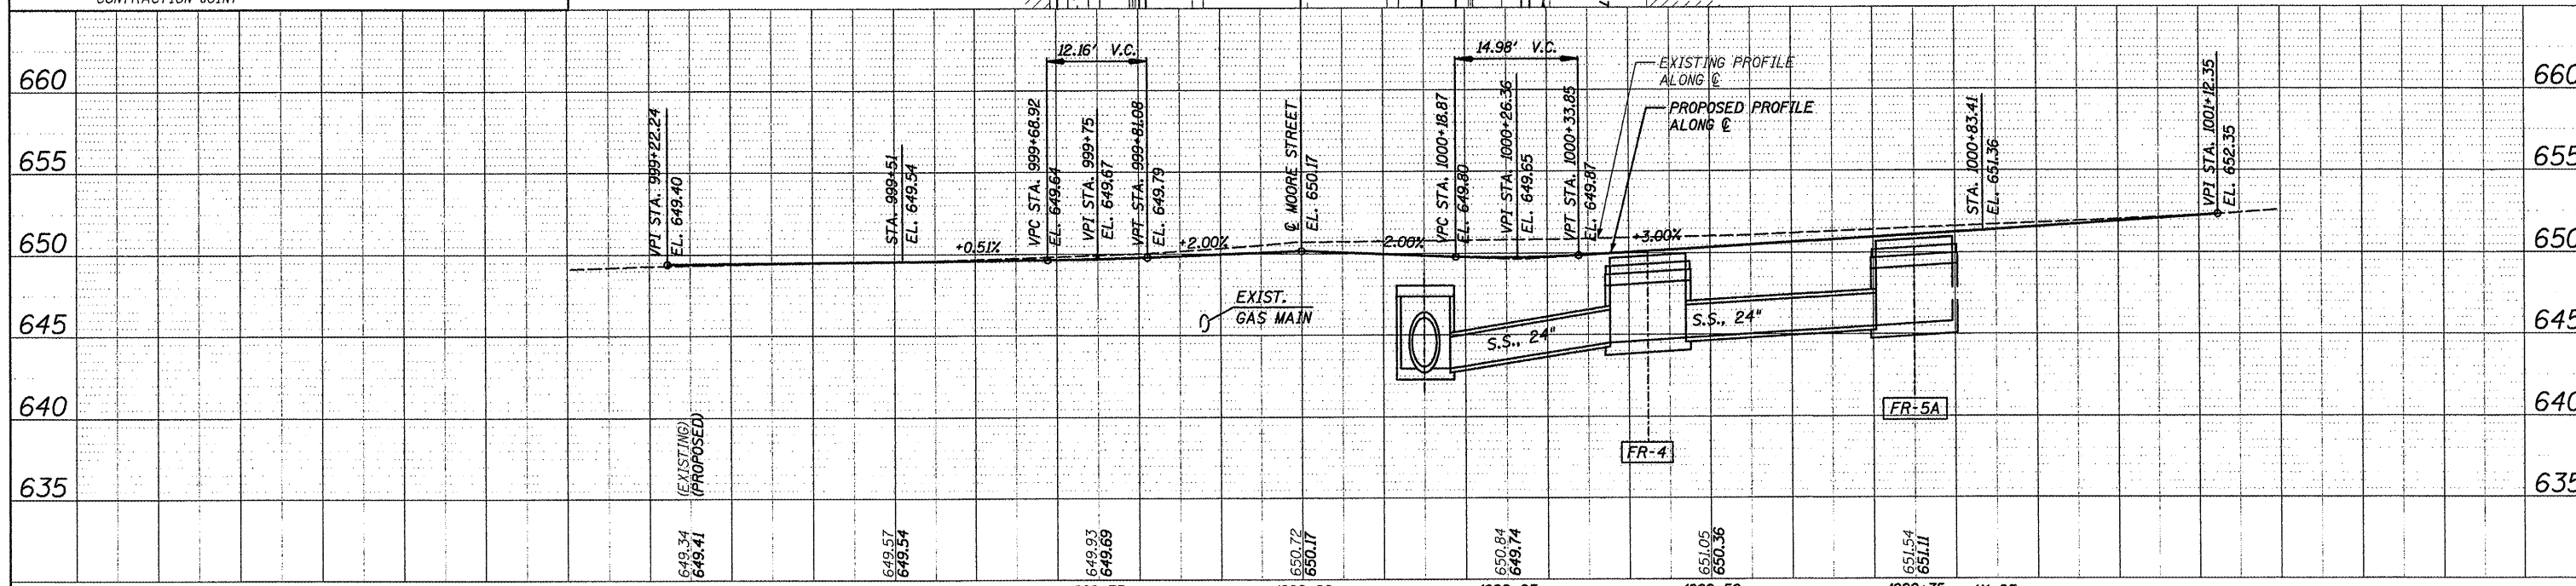 660
655
650
645
640
635
12.16' V.C.
14.98' V.C.
EXISTING PROFILE
ALONG ℄
PROPOSED PROFILE
ALONG ℄
VPI STA. 999+22.24
EL. 649.40
STA. 999+51
EL. 649.54
+0.51%
VPC STA. 999+68.92
EL. 649.64
VPI STA. 999+75
EL. 649.67
VPT STA. 999+81.08
EL. 649.79
+2.00%
℄ MOORE STREET
EL. 650.17
-2.00%
VPC STA. 1000+18.87
EL. 649.80
VPI STA. 1000+26.36
EL. 649.65
VPT STA. 1000+33.85
EL. 649.87
+3.00%
STA. 1000+83.41
EL. 651.36
VPI STA. 1001+12.35
EL. 652.35
660
655
650
645
640
635
EXIST.
GAS MAIN
S.S., 24"
S.S., 24"
FR-4
FR-5A
(EXISTING)
(PROPOSED)
649.34
649.41
649.57
649.54
649.93
649.69
650.72
650.17
650.84
649.74
651.05
650.36
651.54
651.11